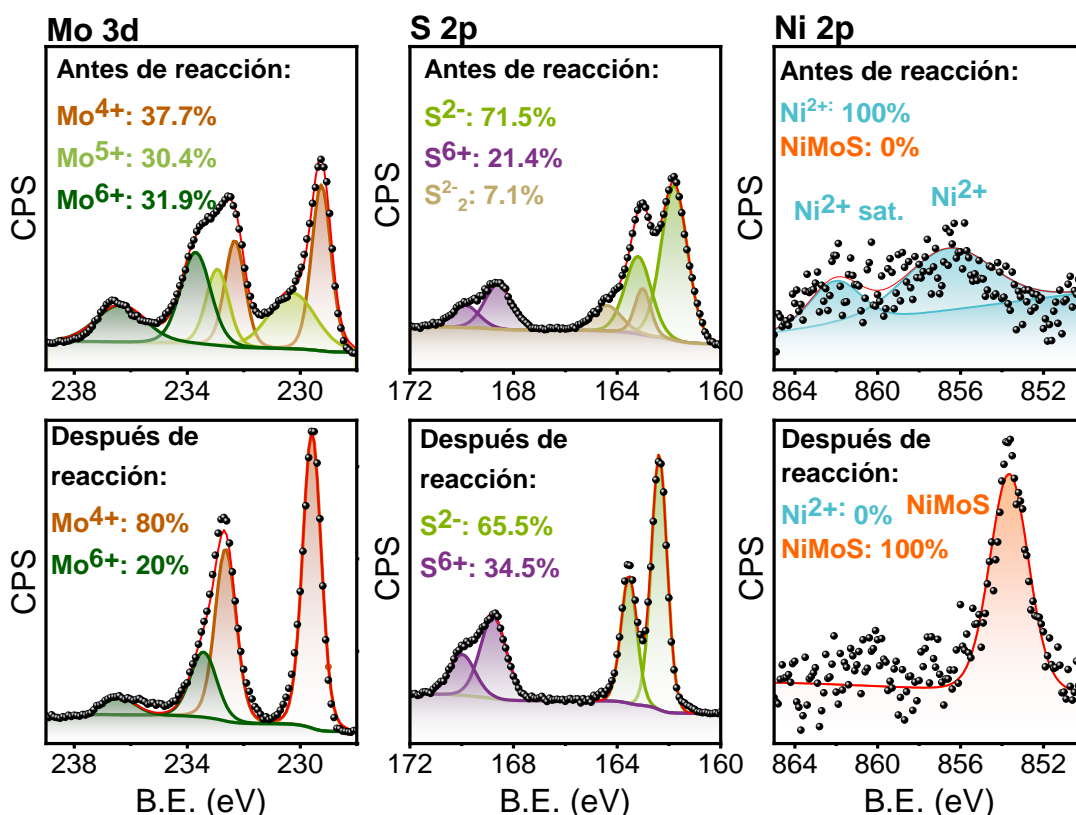 Mo 3d
Antes de reacción:
Mo4+: 37.7%
Mo5+: 30.4%
Mo6+: 31.9%
CPS
238 234 230
S 2p
Antes de reacción:
S2-: 71.5%
S6+: 21.4%
S2-2: 7.1%
CPS
172 168 164 160
Ni 2p
Antes de reacción:
Ni2+: 100%
NiMoS: 0%
Ni2+ sat.
Ni2+
CPS
864 860 856 852
Después de
reacción:
Mo4+: 80%
Mo6+: 20%
CPS
238 234 230
B.E. (eV)
Después de
reacción:
S2-: 65.5%
S6+: 34.5%
CPS
172 168 164 160
B.E. (eV)
Después de
reacción:
Ni2+: 0%
NiMoS: 100%
NiMoS
CPS
864 860 856 852
B.E. (eV)